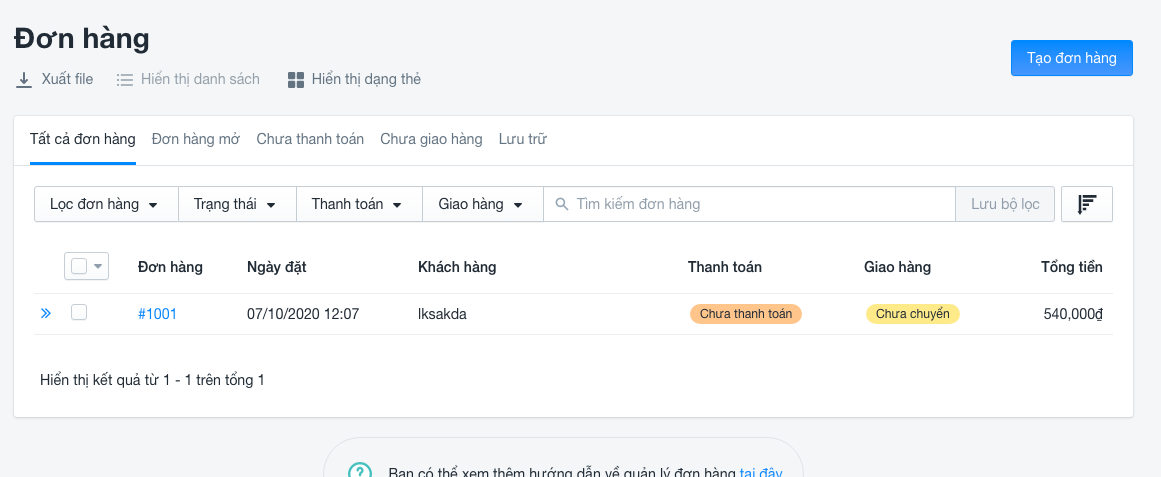 Đơn hàng
Tạo đơn hàng
Xuất file Hiển thị danh sách Hiển thị dạng thẻ
Tất cả đơn hàng Đơn hàng mở Chưa thanh toán Chưa giao hàng Lưu trữ
Lọc đơn hàng Trạng thái Thanh toán Giao hàng Tìm kiếm đơn hàng Lưu bộ lọc
Đơn hàng Ngày đặt Khách hàng Thanh toán Giao hàng Tổng tiền
#1001 07/10/2020 12:07 lksakda Chưa thanh toán Chưa chuyển 540,000₫
Hiển thị kết quả từ 1 - 1 trên tổng 1
Bạn có thể xem thêm hướng dẫn về quản lý đơn hàng tại đây